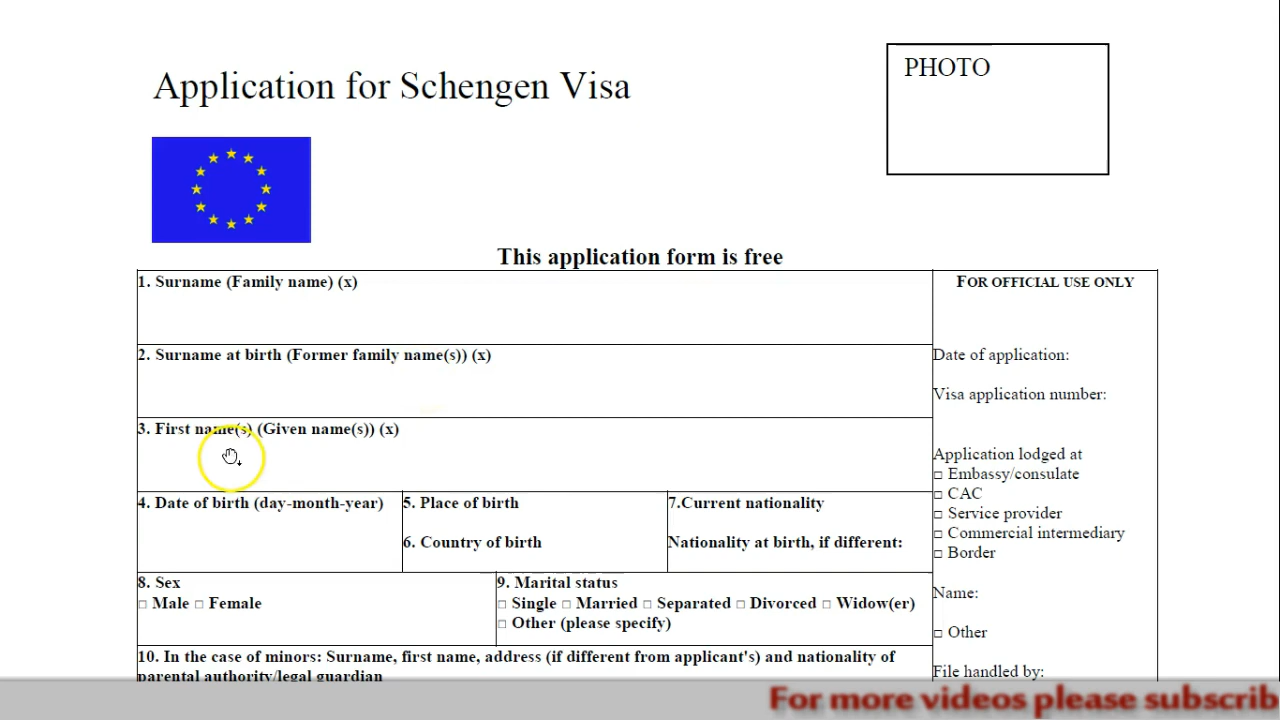 Application for Schengen Visa
PHOTO
This application form is free
1. Surname (Family name) (x)
2. Surname at birth (Former family name(s)) (x)
3. First name(s) (Given name(s)) (x)
4. Date of birth (day-month-year)
5. Place of birth
6. Country of birth
7.Current nationality
Nationality at birth, if different:
8. Sex
□ Male □ Female
9. Marital status
□ Single □ Married □ Separated □ Divorced □ Widow(er)
□ Other (please specify)
10. In the case of minors: Surname, first name, address (if different from applicant's) and nationality of
parental authority/legal guardian
FOR OFFICIAL USE ONLY
Date of application:
Visa application number:
Application lodged at
□ Embassy/consulate
□ CAC
□ Service provider
□ Commercial intermediary
□ Border
Name:
□ Other
File handled by:
For more videos please subscrib